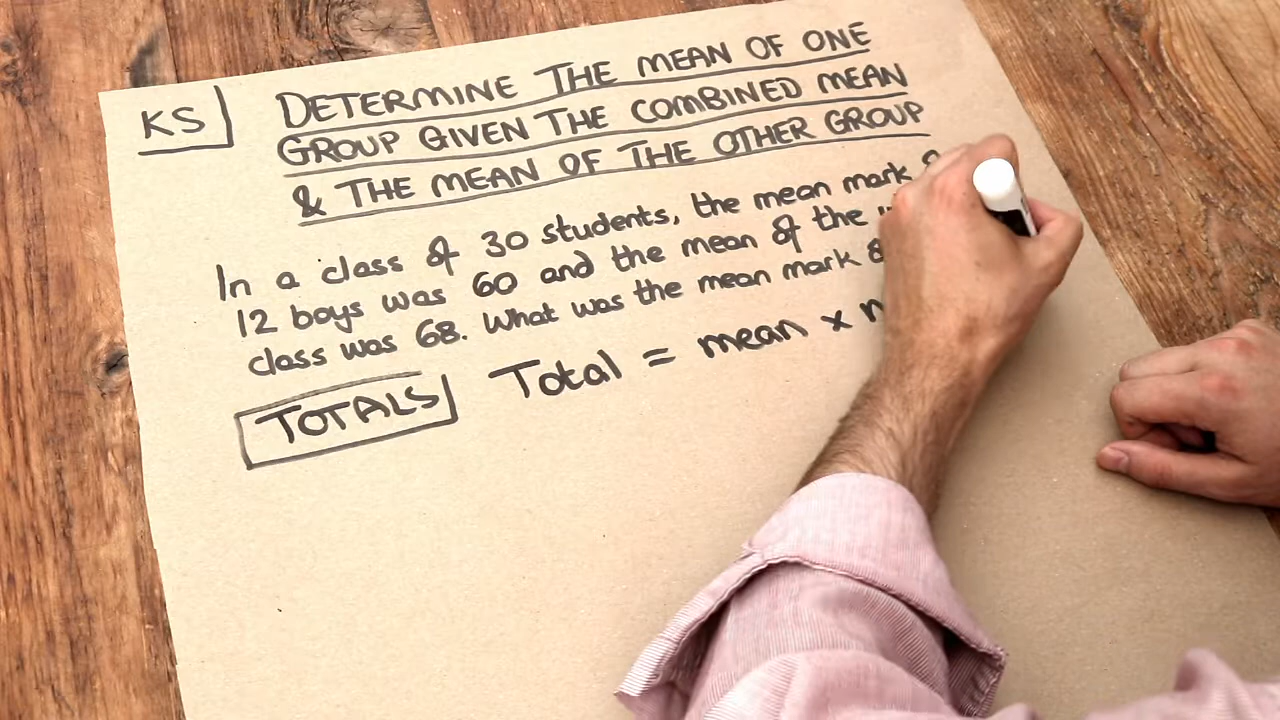 KS
DETERMINE THE MEAN OF ONE
GROUP GIVEN THE COMBINED MEAN
& THE MEAN OF THE OTHER GROUP
In a class of 30 students, the mean mark
12 boys was 60 and the mean of the
class was 68. What was the mean mark
TOTALS Total = mean ×